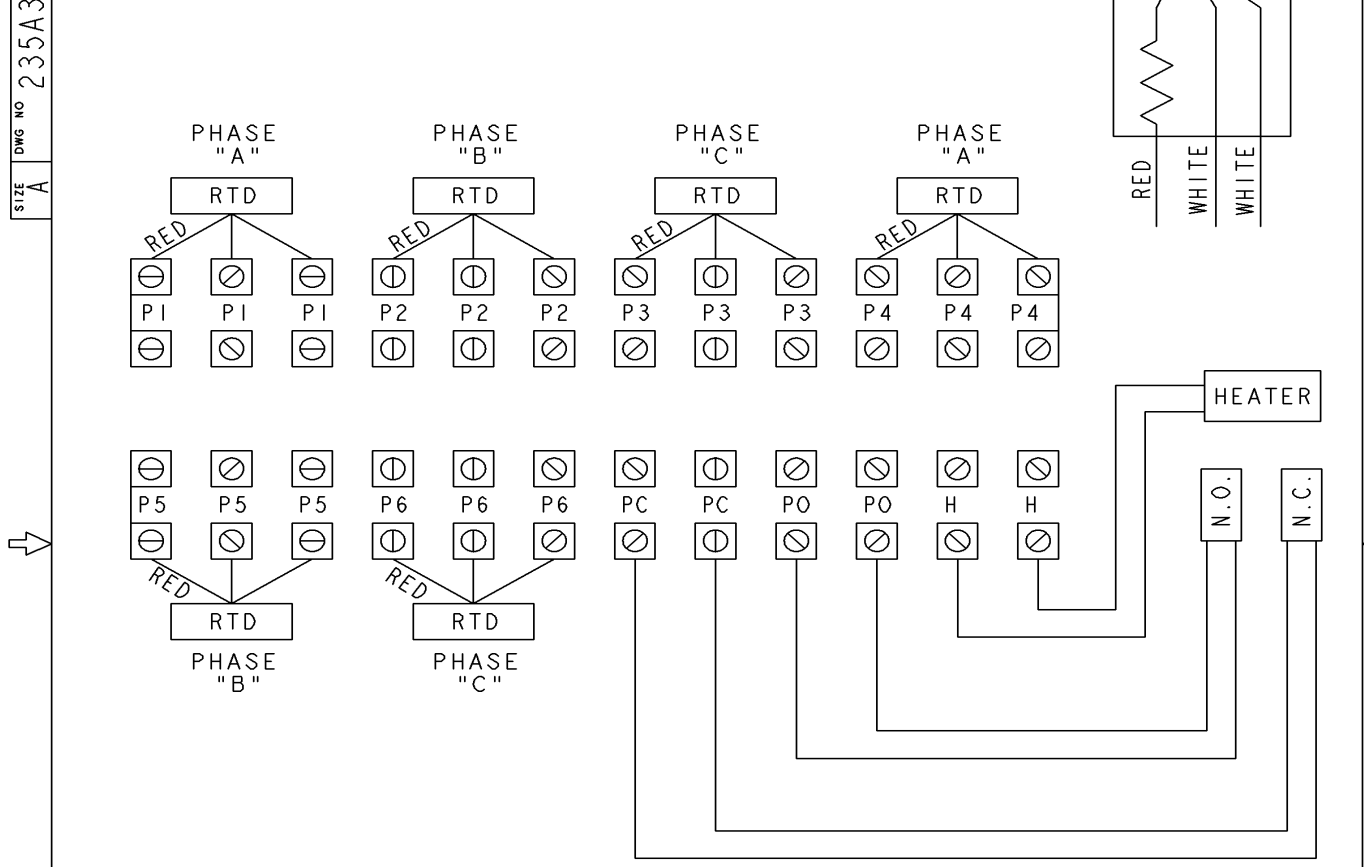 SIZE A DWG NO 235A3
PHASE PHASE PHASE PHASE
"A" "B" "C" "A"
RTD RTD RTD RTD
RED RED RED RED
RED WHITE WHITE
P1 P1 P1 P2 P2 P2 P3 P3 P3 P4 P4 P4
HEATER
P5 P5 P5 P6 P6 P6 PC PC PO PO H H
N.O. N.C.
RED RED
RTD RTD
PHASE PHASE
"B" "C"